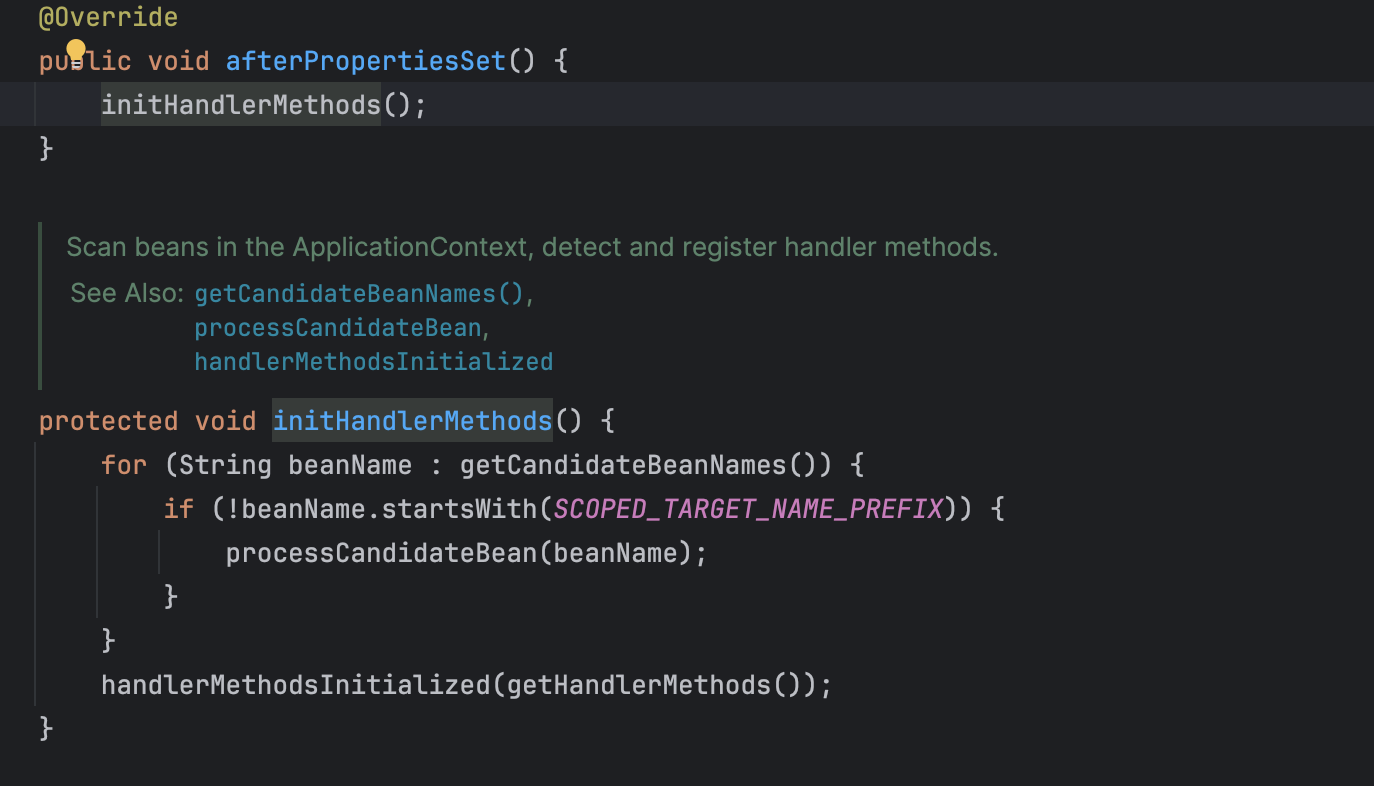 @Override
public void afterPropertiesSet() {
initHandlerMethods();
}
Scan beans in the ApplicationContext, detect and register handler methods.
See Also: getCandidateBeanNames(),
processCandidateBean,
handlerMethodsInitialized
protected void initHandlerMethods() {
for (String beanName : getCandidateBeanNames()) {
if (!beanName.startsWith(SCOPED_TARGET_NAME_PREFIX)) {
processCandidateBean(beanName);
}
}
handlerMethodsInitialized(getHandlerMethods());
}